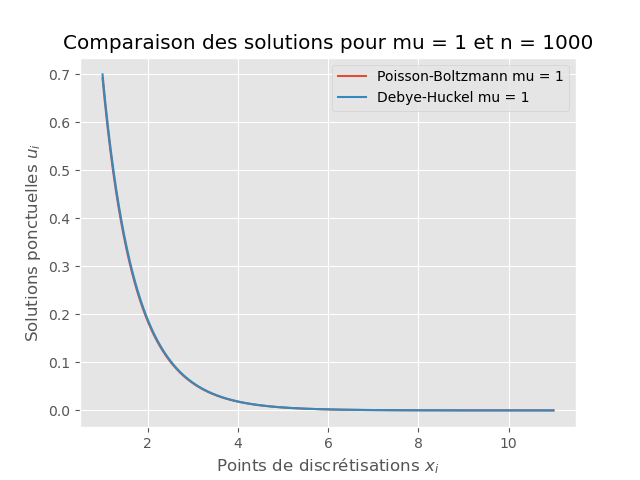 Comparaison des solutions pour mu = 1 et n = 1000
Poisson-Boltzmann mu = 1
Debye-Huckel mu = 1
Solutions ponctuelles $u_i$
0.7
0.6
0.5
0.4
0.3
0.2
0.1
0.0
2 4 6 8 10
Points de discrétisations $x_i$